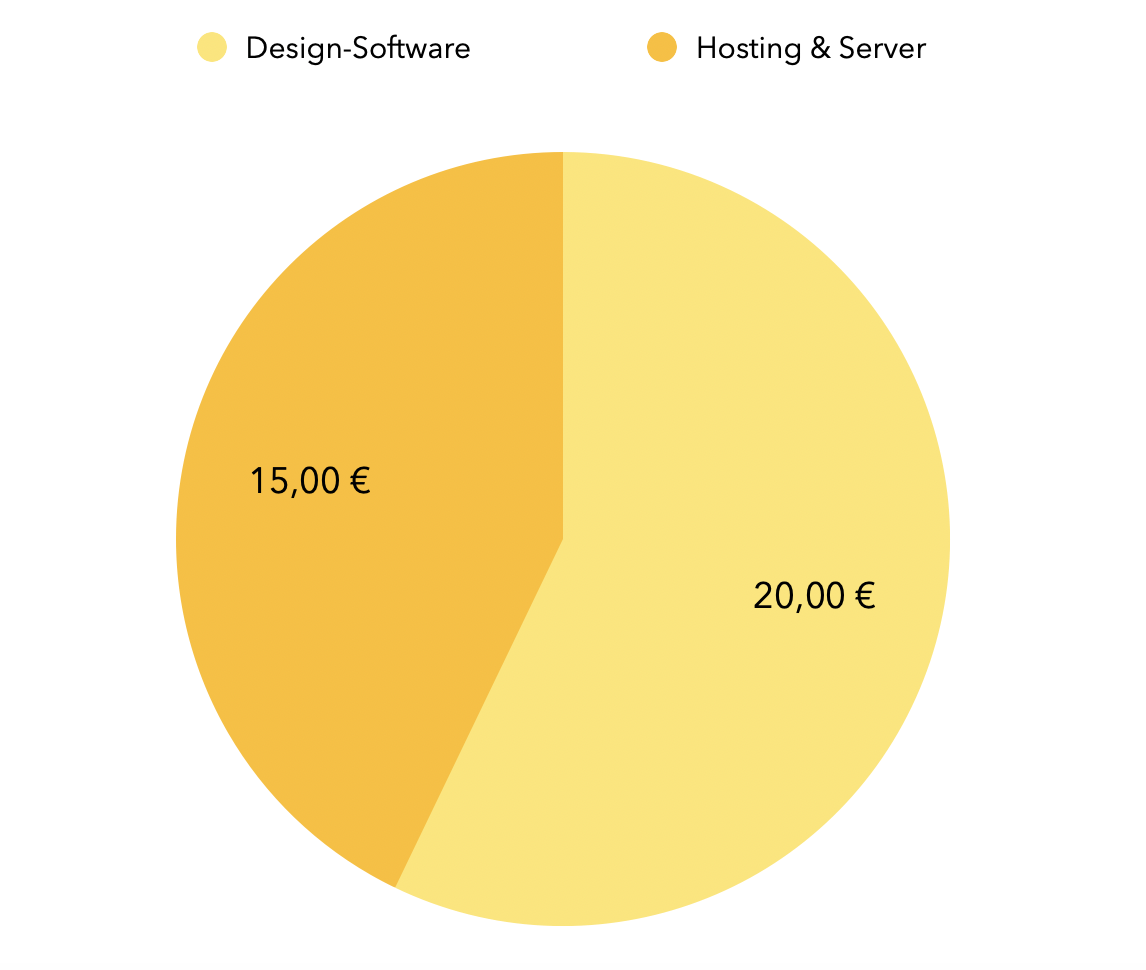 Design-Software
Hosting & Server
15,00 €
20,00 €